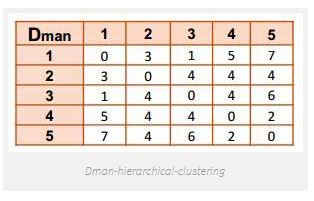 Dman 1 2 3 4 5
1 0 3 1 5 7
2 3 0 4 4 4
3 1 4 0 4 6
4 5 4 4 0 2
5 7 4 6 2 0
Dman-hierarchical-clustering